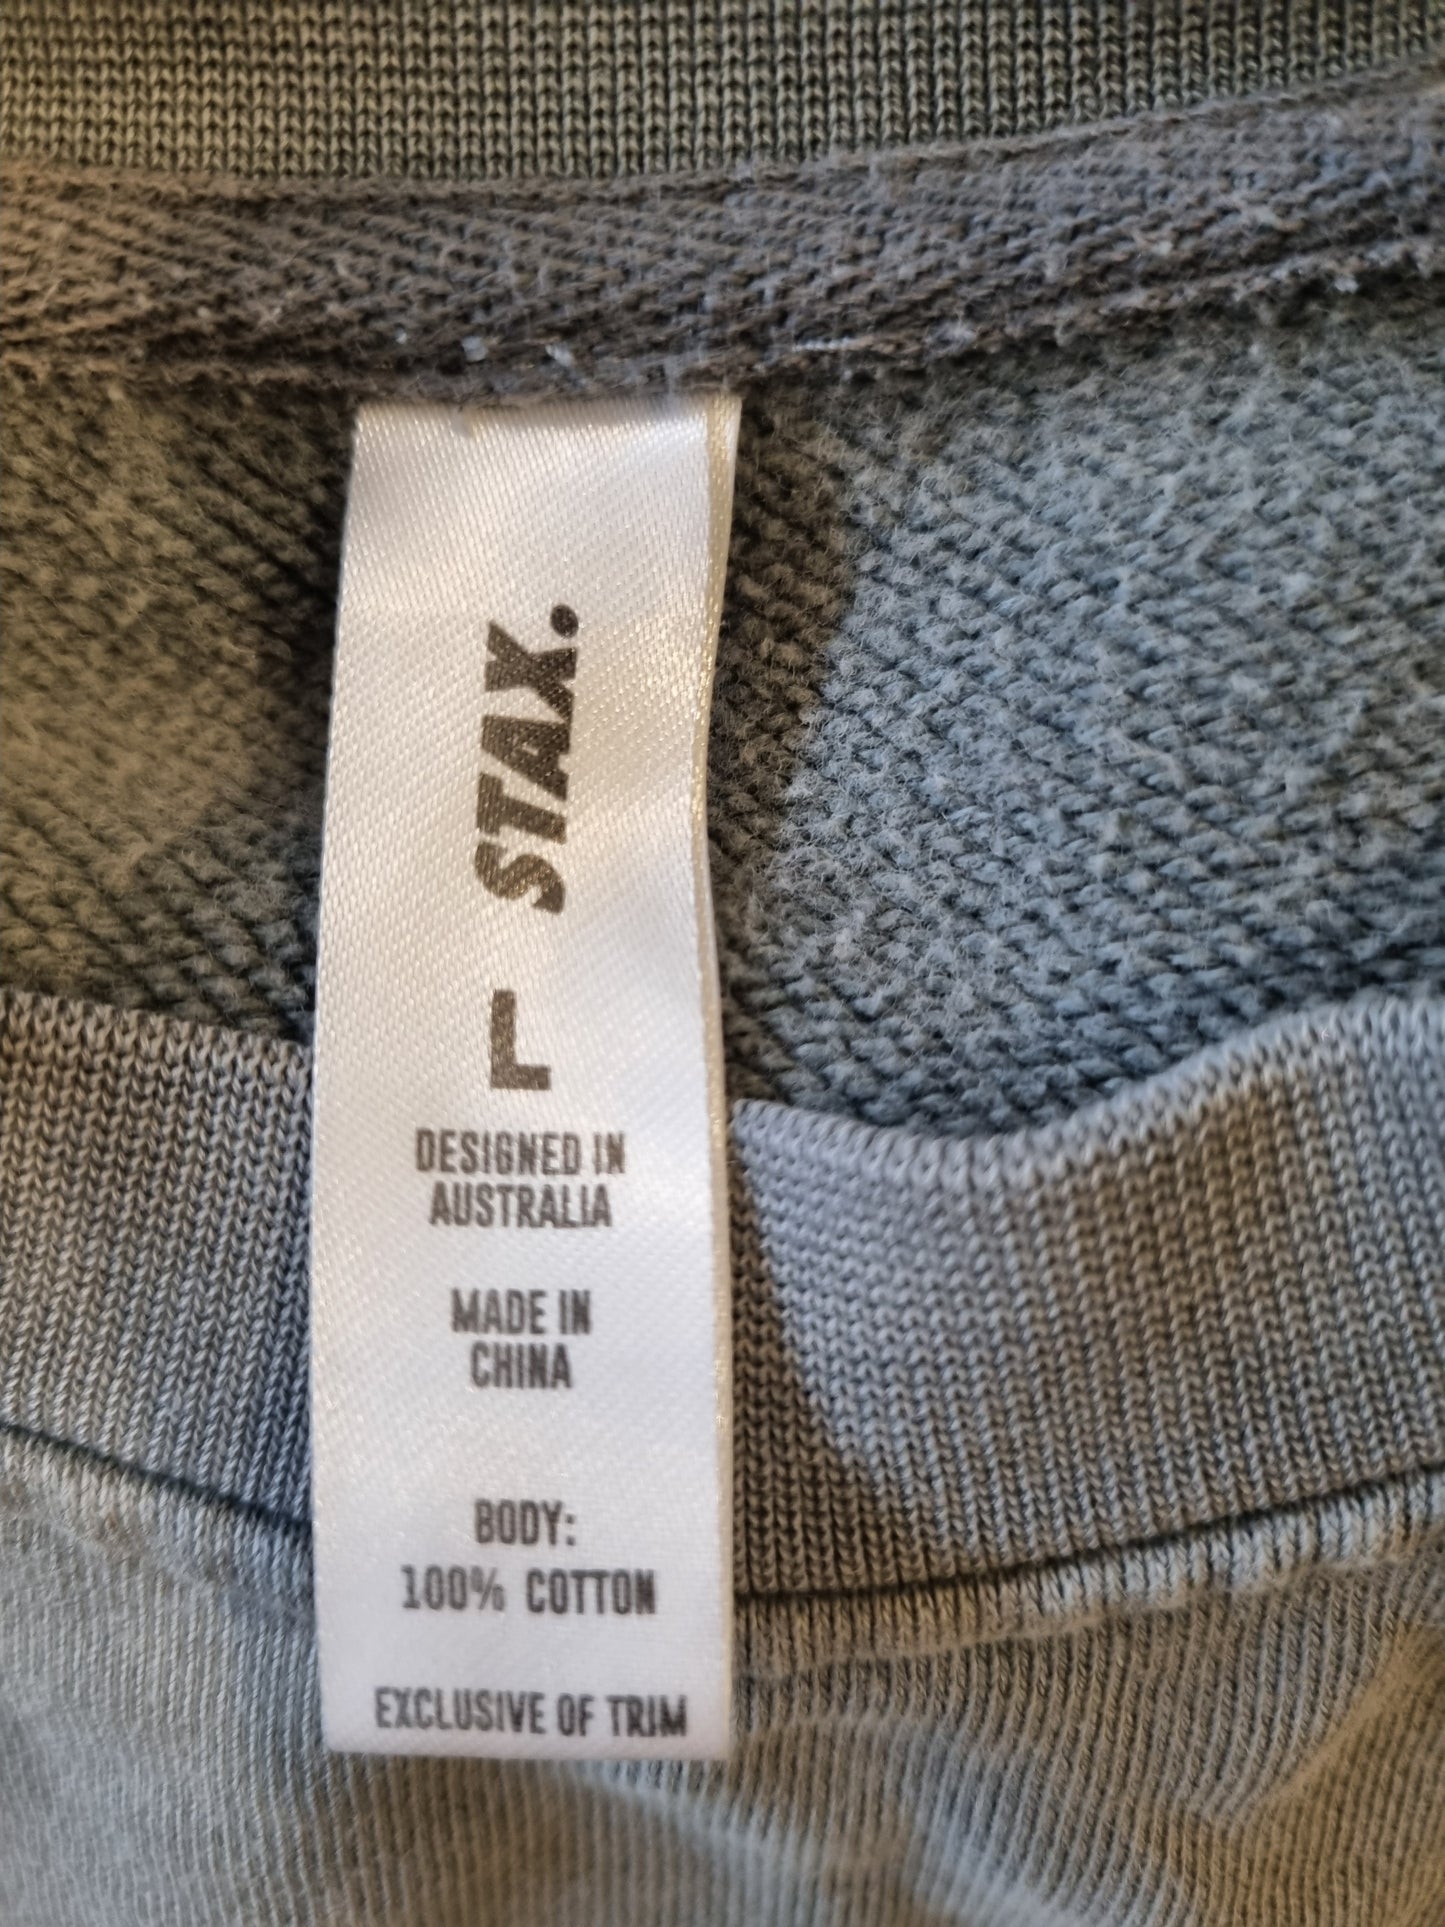 STAX.
L
DESIGNED IN
AUSTRALIA
MADE IN
CHINA
BODY:
100% COTTON
EXCLUSIVE OF TRIM